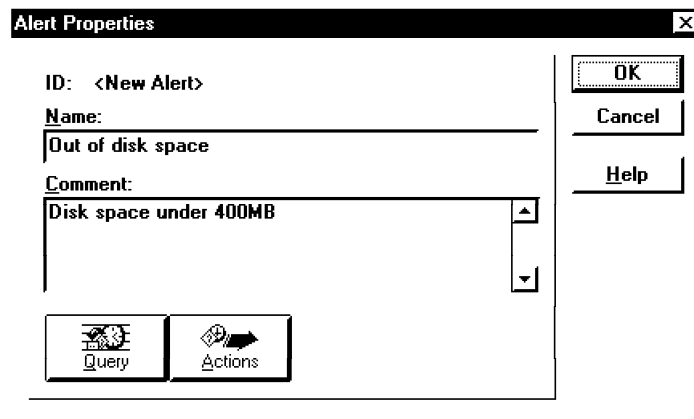 Alert Properties
ID: <New Alert>
Name:
Out of disk space
Comment:
Disk space under 400MB
Query
Actions
OK
Cancel
Help